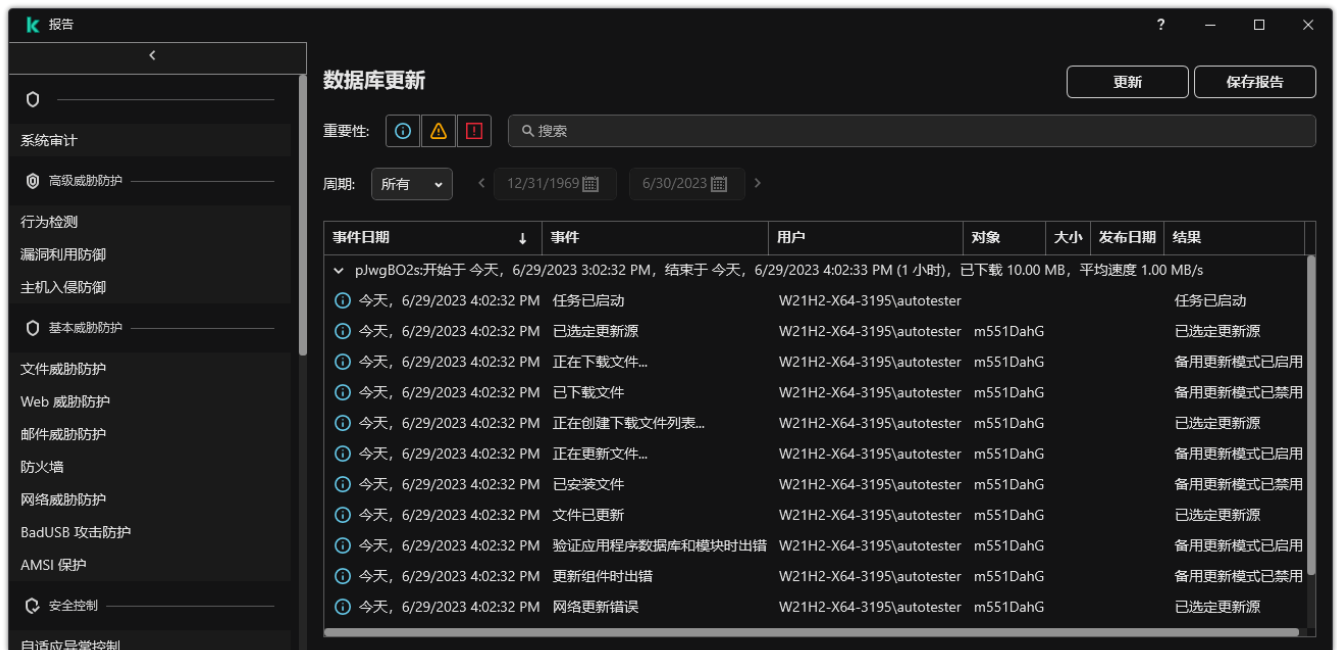 报告
?
数据库更新
更新
保存报告
重要性:
搜索
系统审计
周期:
所有
12/31/1969
6/30/2023
高级威胁防护
行为检测
漏洞利用防御
主机入侵防御
基本威胁防护
文件威胁防护
Web 威胁防护
邮件威胁防护
防火墙
网络威胁防护
BadUSB 攻击防护
AMSI 保护
安全控制
自适应异常控制
事件日期 ↓ 事件 用户 对象 大小 发布日期 结果
pJwgBO2s:开始于 今天，6/29/2023 3:02:32 PM，结束于 今天，6/29/2023 4:02:33 PM (1 小时)，已下载 10.00 MB，平均速度 1.00 MB/s
今天，6/29/2023 4:02:32 PM 任务已启动 W21H2-X64-3195\autotester 任务已启动
今天，6/29/2023 4:02:32 PM 已选定更新源 W21H2-X64-3195\autotester m551DahG 已选定更新源
今天，6/29/2023 4:02:32 PM 正在下载文件... W21H2-X64-3195\autotester m551DahG 备用更新模式已启用
今天，6/29/2023 4:02:32 PM 已下载文件 W21H2-X64-3195\autotester m551DahG 备用更新模式已禁用
今天，6/29/2023 4:02:32 PM 正在创建下载文件列表... W21H2-X64-3195\autotester m551DahG 已选定更新源
今天，6/29/2023 4:02:32 PM 正在更新文件... W21H2-X64-3195\autotester m551DahG 备用更新模式已启用
今天，6/29/2023 4:02:32 PM 已安装文件 W21H2-X64-3195\autotester m551DahG 备用更新模式已禁用
今天，6/29/2023 4:02:32 PM 文件已更新 W21H2-X64-3195\autotester m551DahG 已选定更新源
今天，6/29/2023 4:02:32 PM 验证应用程序数据库和模块时出错 W21H2-X64-3195\autotester m551DahG 备用更新模式已启用
今天，6/29/2023 4:02:32 PM 更新组件时出错 W21H2-X64-3195\autotester m551DahG 备用更新模式已禁用
今天，6/29/2023 4:02:32 PM 网络更新错误 W21H2-X64-3195\autotester m551DahG 已选定更新源